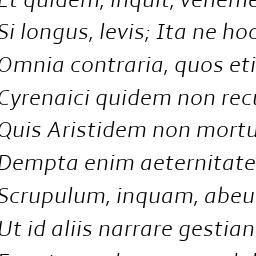 Et quidem, inquit, veheme
Si longus, levis; Ita ne hoc
Omnia contraria, quos eti
Cyrenaici quidem non recu
Quis Aristidem non mortu
Dempta enim aeternitate
Scrupulum, inquam, abeu
Ut id aliis narrare gestian